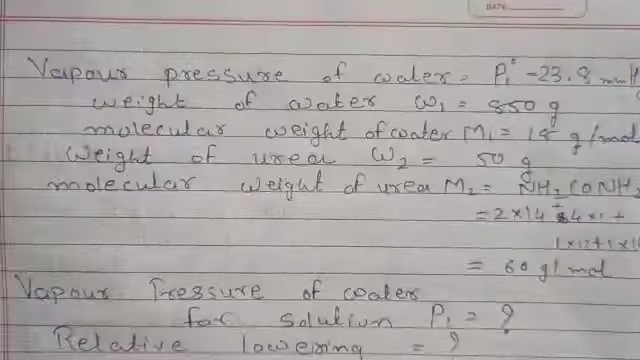 DATE
Vapour pressure of water = P₁° - 23.8 mm
weight of water w₁ = 850 g
molecular weight of water M₁ = 18 g/mol
Weight of urea W₂ = 50 g
molecular weight of urea M₂ = NH₂CONH₂
= 2×14 + 4×1 +
1×12+1×1
= 60 g/mol
Vapour Pressure of water
for solution P₁ = ?
Relative lowering = ?